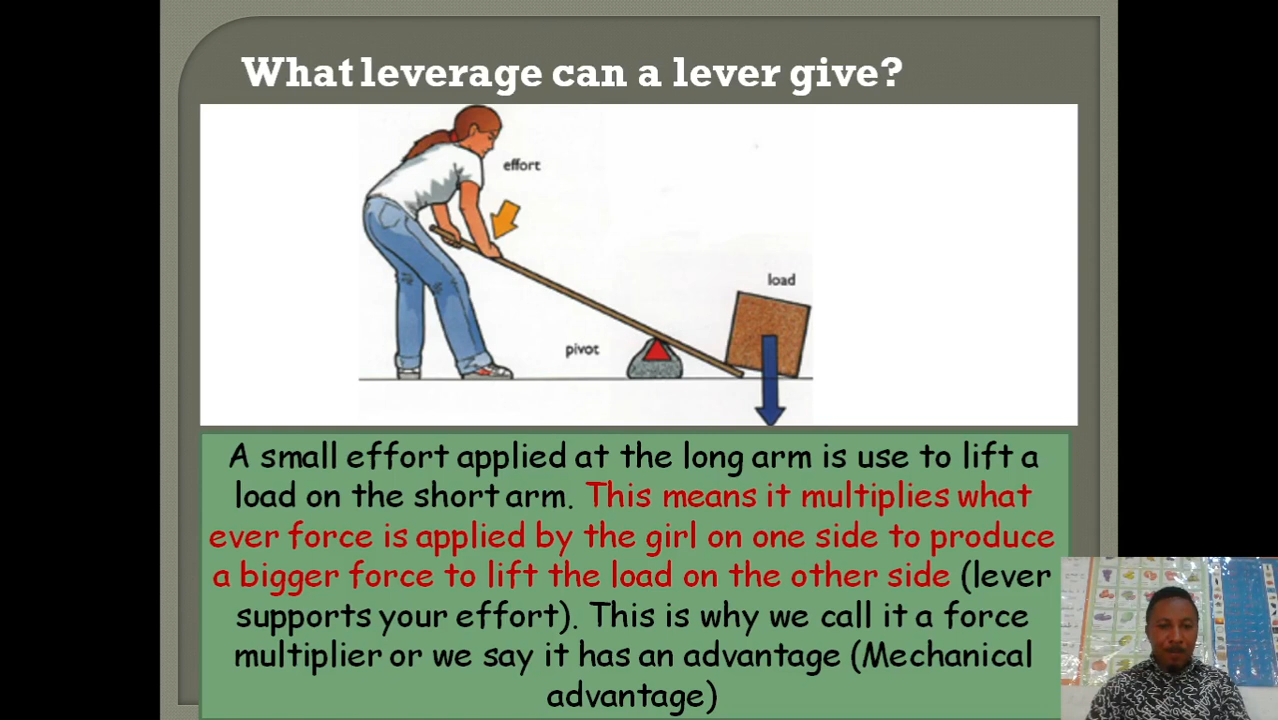 What leverage can a lever give?
effort
load
pivot
A small effort applied at the long arm is use to lift a
load on the short arm. This means it multiplies what
ever force is applied by the girl on one side to produce
a bigger force to lift the load on the other side (lever
supports your effort). This is why we call it a force
multiplier or we say it has an advantage (Mechanical
advantage)